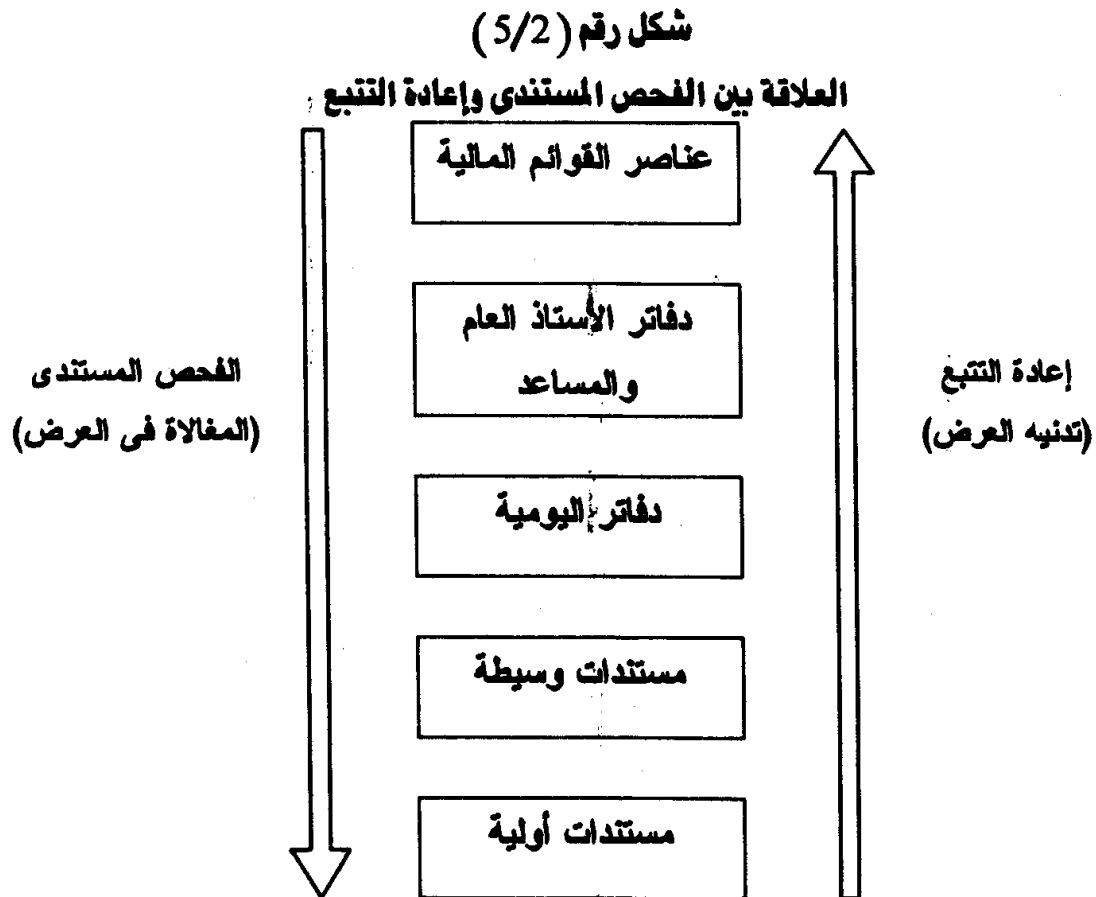 شكل رقم (5/2)
العلاقة بين الفحص المستندى وإعادة التتبع
عناصر القوائم المالية
دفاتر الأستاذ العام
والمساعد
إعادة التتبع
(تدنيه العرض)
الفحص المستندى
(المغالاة فى العرض)
دفاتر اليومية
مستندات وسيطة
مستندات أولية